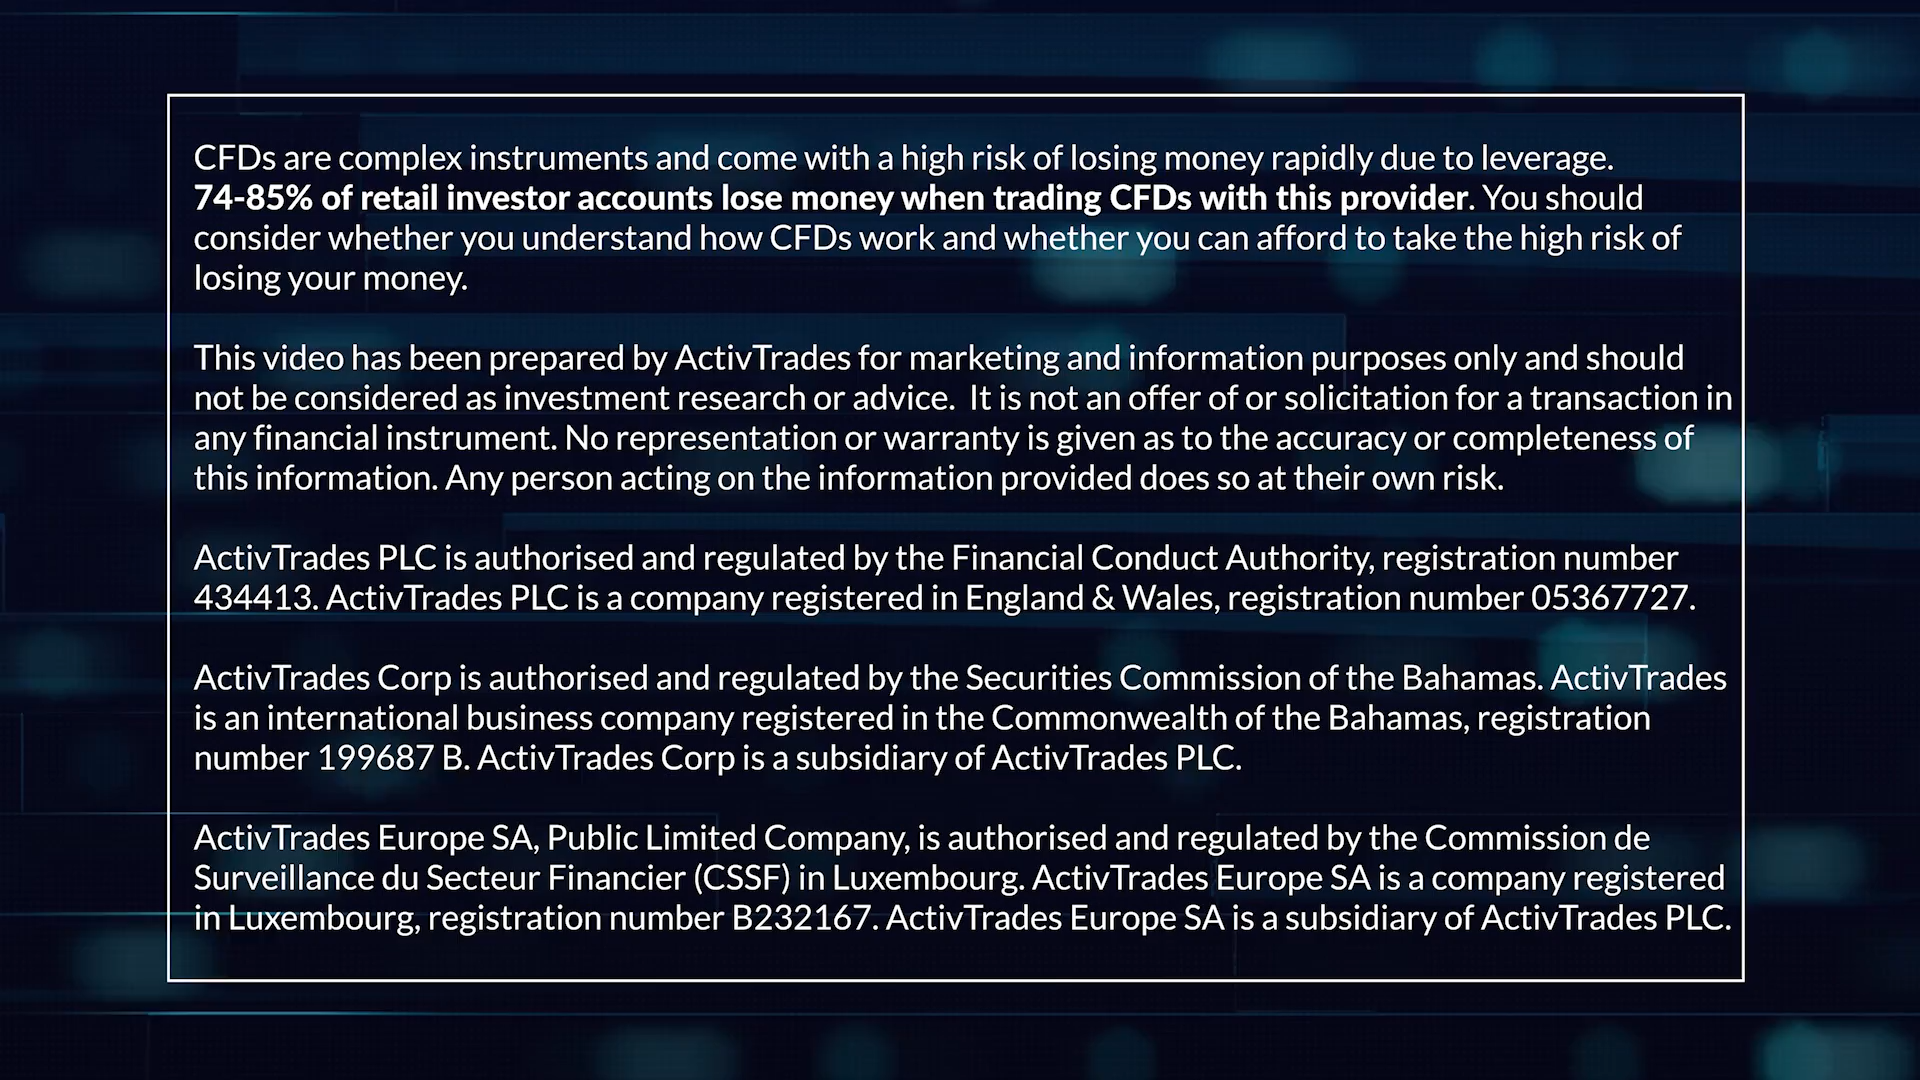 CFDs are complex instruments and come with a high risk of losing money rapidly due to leverage.
74-85% of retail investor accounts lose money when trading CFDs with this provider. You should
consider whether you understand how CFDs work and whether you can afford to take the high risk of
losing your money.
This video has been prepared by ActivTrades for marketing and information purposes only and should
not be considered as investment research or advice.  It is not an offer of or solicitation for a transaction in
any financial instrument. No representation or warranty is given as to the accuracy or completeness of
this information. Any person acting on the information provided does so at their own risk.
ActivTrades PLC is authorised and regulated by the Financial Conduct Authority, registration number
434413. ActivTrades PLC is a company registered in England & Wales, registration number 05367727.
ActivTrades Corp is authorised and regulated by the Securities Commission of the Bahamas. ActivTrades
is an international business company registered in the Commonwealth of the Bahamas, registration
number 199687 B. ActivTrades Corp is a subsidiary of ActivTrades PLC.
ActivTrades Europe SA, Public Limited Company, is authorised and regulated by the Commission de
Surveillance du Secteur Financier (CSSF) in Luxembourg. ActivTrades Europe SA is a company registered
in Luxembourg, registration number B232167. ActivTrades Europe SA is a subsidiary of ActivTrades PLC.